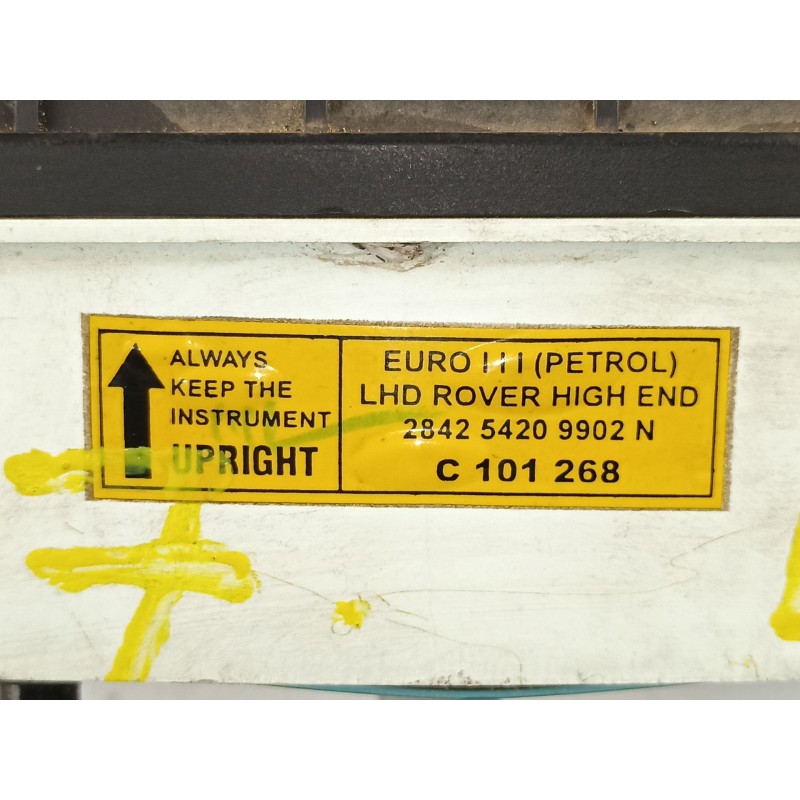 ALWAYS
KEEP THE
INSTRUMENT
UPRIGHT
EURO I I I (PETROL)
LHD ROVER HIGH END
2842 5420 9902 N
C 101 268